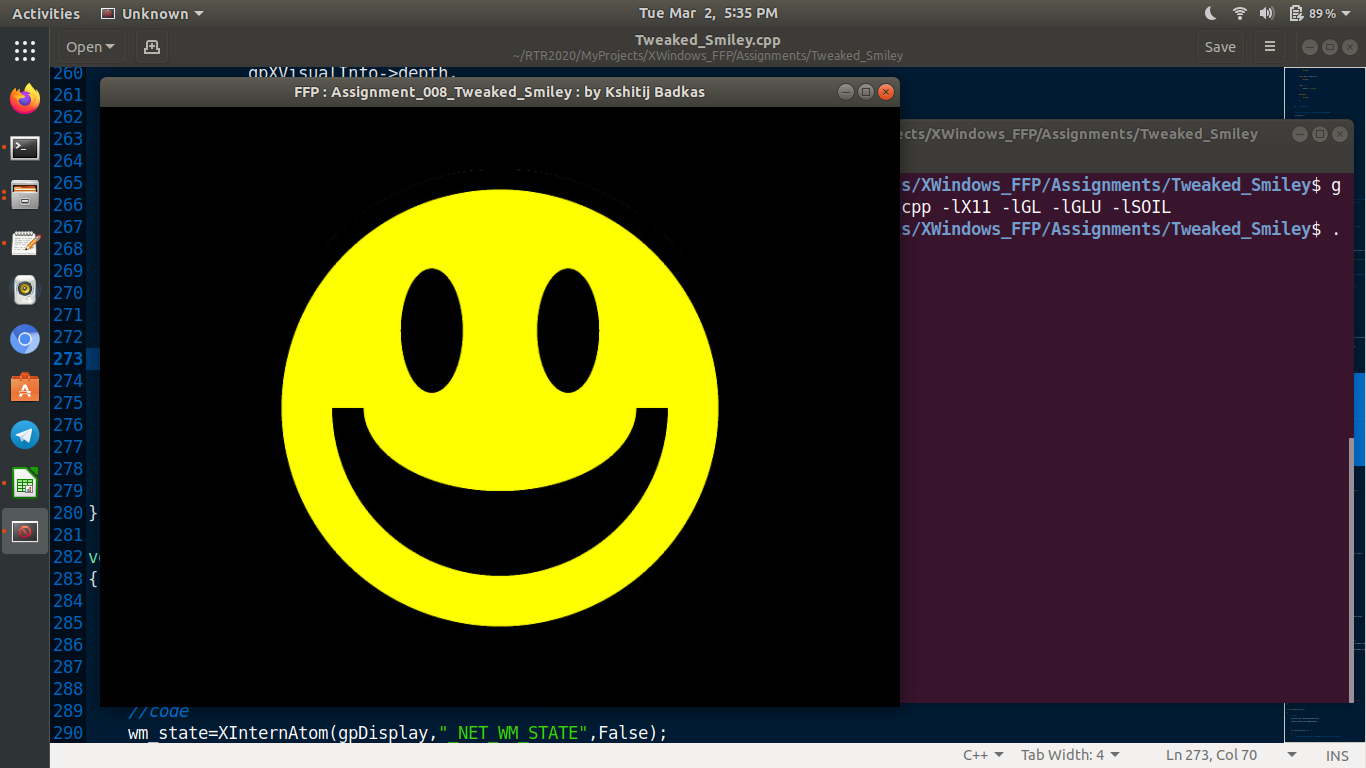 Activities
Unknown
Tue Mar 2, 5:35 PM
89 %
Open
Tweaked_Smiley.cpp
~/RTR2020/MyProjects/XWindows_FFP/Assignments/Tweaked_Smiley
Save
260 gpXVisualInfo->depth,
FFP : Assignment_008_Tweaked_Smiley : by Kshitij Badkas
261
262
263
264
265
266
267
268
269
270
271
272
273
274
275
276
277
278
279
280 }
281
282
283 {
284
285
286
287
288
289 //code
290 wm_state=XInternAtom(gpDisplay,"_NET_WM_STATE",False);
jects/XWindows_FFP/Assignments/Tweaked_Smiley
s/XWindows_FFP/Assignments/Tweaked_Smiley$ g
cpp -lX11 -lGL -lGLU -lSOIL
s/XWindows_FFP/Assignments/Tweaked_Smiley$ .
C++
Tab Width: 4
Ln 273, Col 70
INS